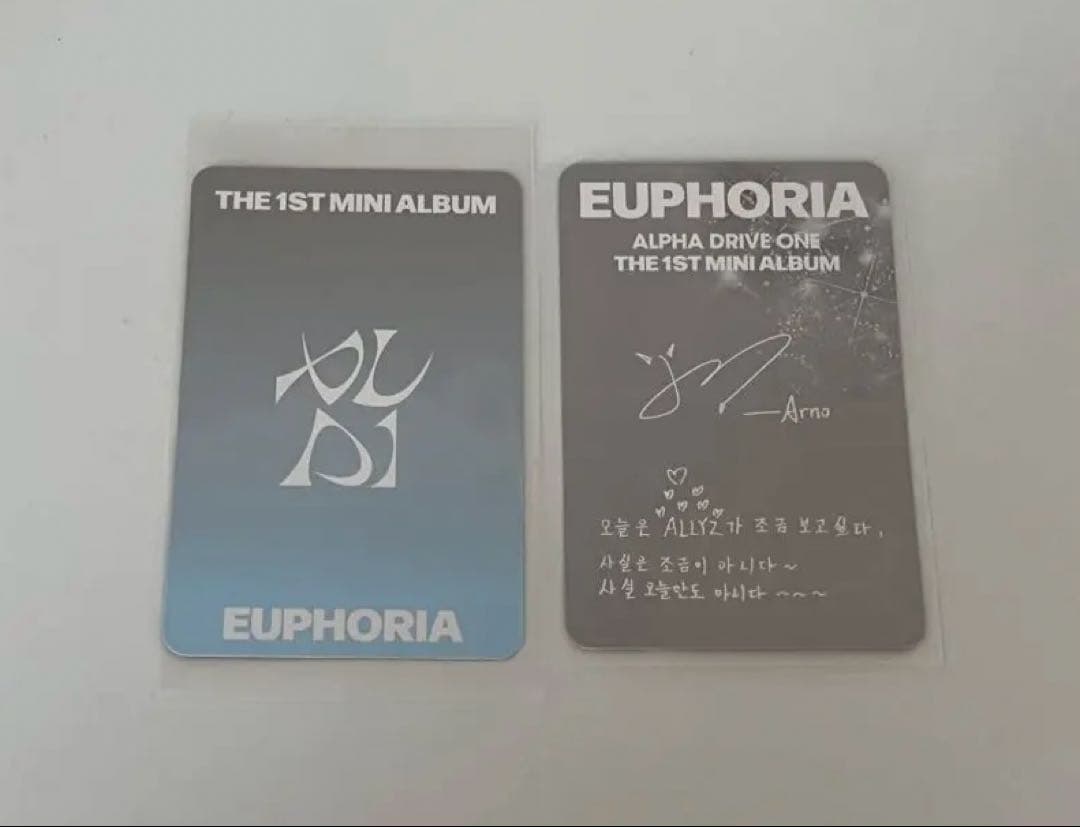 THE 1ST MINI ALBUM
ALD1
EUPHORIA
EUPHORIA
ALPHA DRIVE ONE
THE 1ST MINI ALBUM
—Arno
오늘은 ALLYZ가 조금 보고싶다,
사실은 조금이 아니다~
사실 오늘만도 아니다~~~